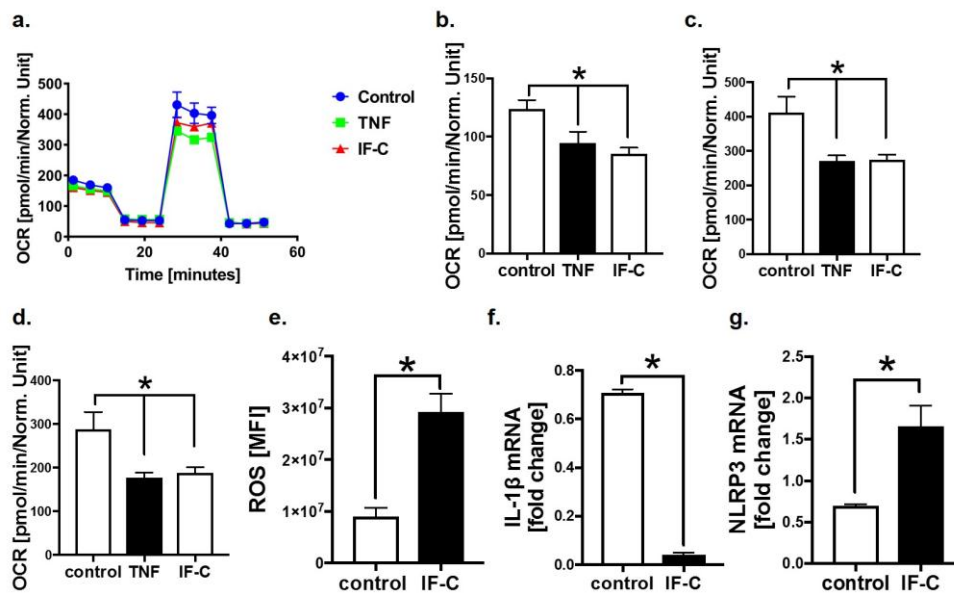 a.
OCR [pmol/min/Norm. Unit]
500
400
300
200
100
0
0
20
40
60
Time [minutes]
Control
TNF
IF-C
b.
OCR [pmol/min/Norm. Unit]
150
100
50
0
*
control TNF IF-C
c.
OCR [pmol/min/Norm. Unit]
500
400
300
200
100
0
*
control TNF IF-C
d.
OCR [pmol/min/Norm. Unit]
400
300
200
100
0
*
control TNF IF-C
e.
ROS [MFI]
4×10⁷
3×10⁷
2×10⁷
1×10⁷
0
*
control IF-C
f.
IL-1β mRNA
[fold change]
1.0
0.8
0.6
0.4
0.2
0.0
*
control IF-C
g.
NLRP3 mRNA
[fold change]
2.5
2.0
1.5
1.0
0.5
0.0
*
control IF-C